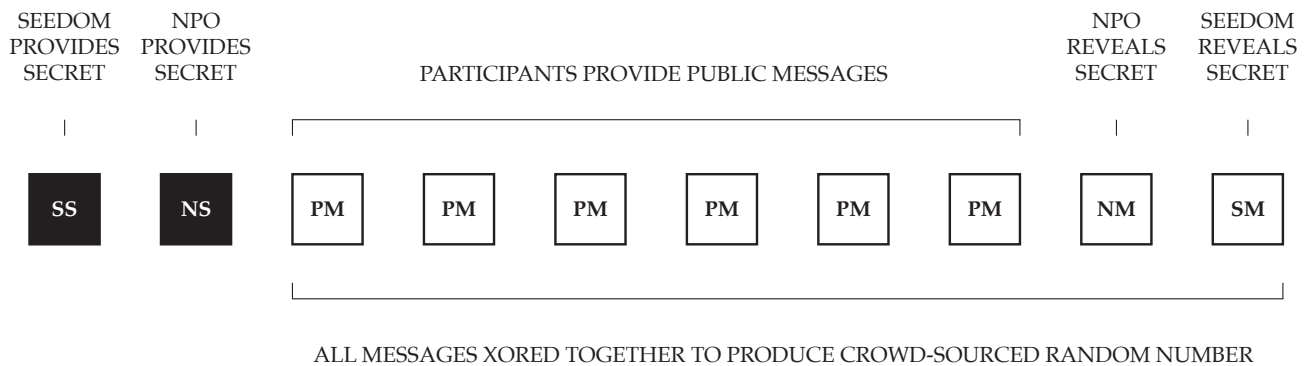 SEEDOM
PROVIDES
SECRET
NPO
PROVIDES
SECRET
PARTICIPANTS PROVIDE PUBLIC MESSAGES
NPO
REVEALS
SECRET
SEEDOM
REVEALS
SECRET
SS
NS
PM
PM
PM
PM
PM
PM
NM
SM
ALL MESSAGES XORED TOGETHER TO PRODUCE CROWD-SOURCED RANDOM NUMBER